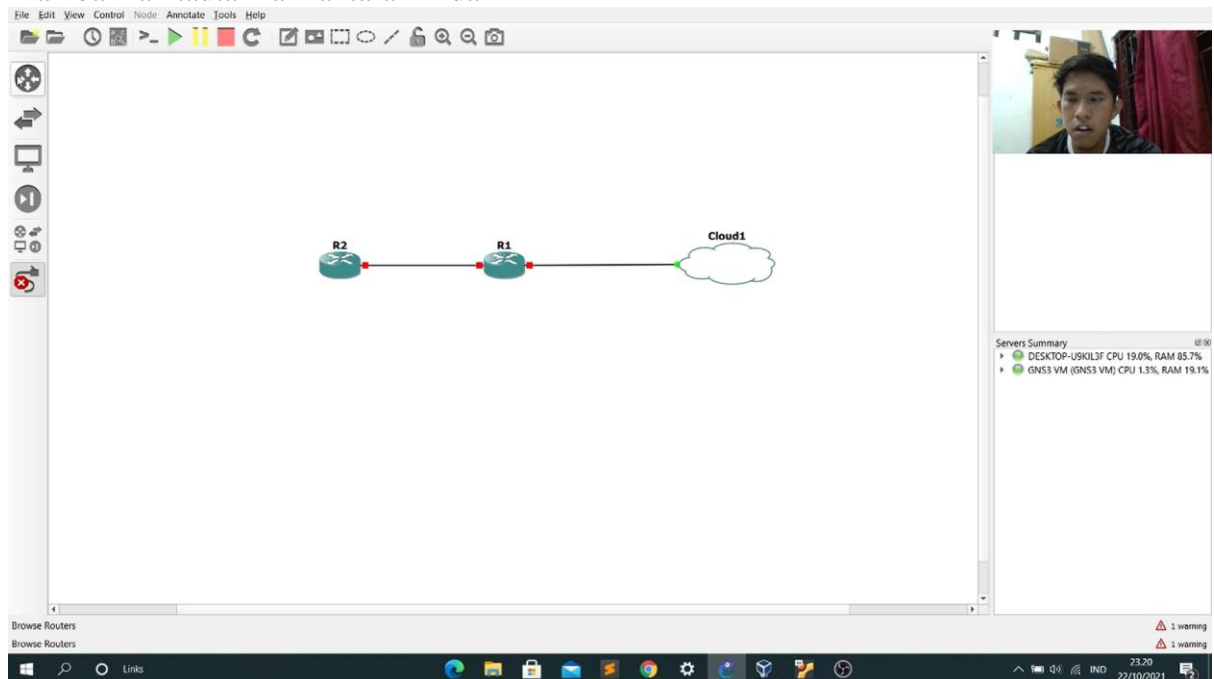 File Edit View Control Node Annotate Tools Help
R2
R1
Cloud1
Servers Summary
DESKTOP-U9KIL3F CPU 19.0%, RAM 85.7%
GNS3 VM (GNS3 VM) CPU 1.3%, RAM 19.1%
Browse Routers
1 warning
Browse Routers
1 warning
Links
IND
23.20
22/10/2021
2